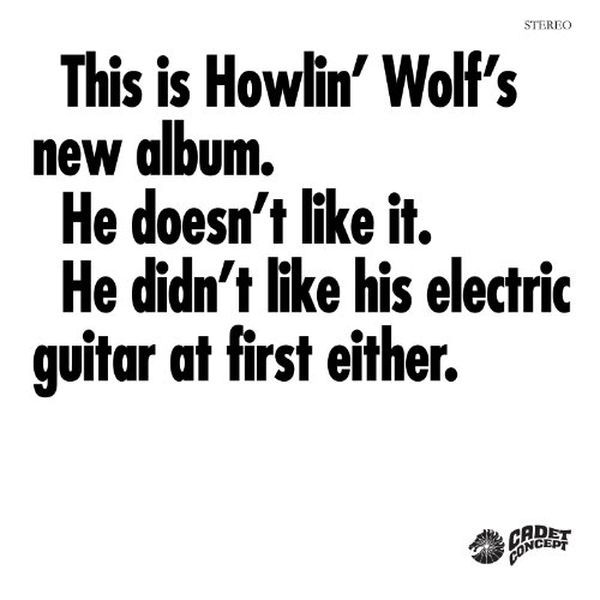 STEREO
This is Howlin’ Wolf’s
new album.
He doesn’t like it.
He didn’t like his electric
guitar at first either.
CADET
CONCEPT